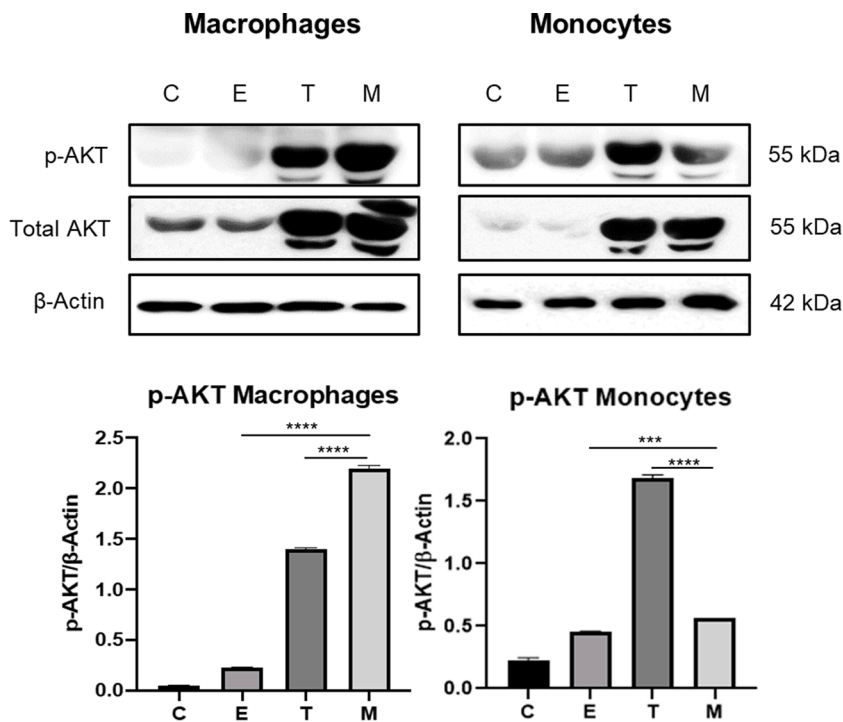 Macrophages
Monocytes
C E T M
C E T M
p-AKT
55 kDa
Total AKT
55 kDa
β-Actin
42 kDa
p-AKT Macrophages
p-AKT/β-Actin
2.5
2.0
1.5
1.0
0.5
0.0
****
****
C E T M
p-AKT Monocytes
p-AKT/β-Actin
2.0
1.5
1.0
0.5
0.0
***
****
C E T M